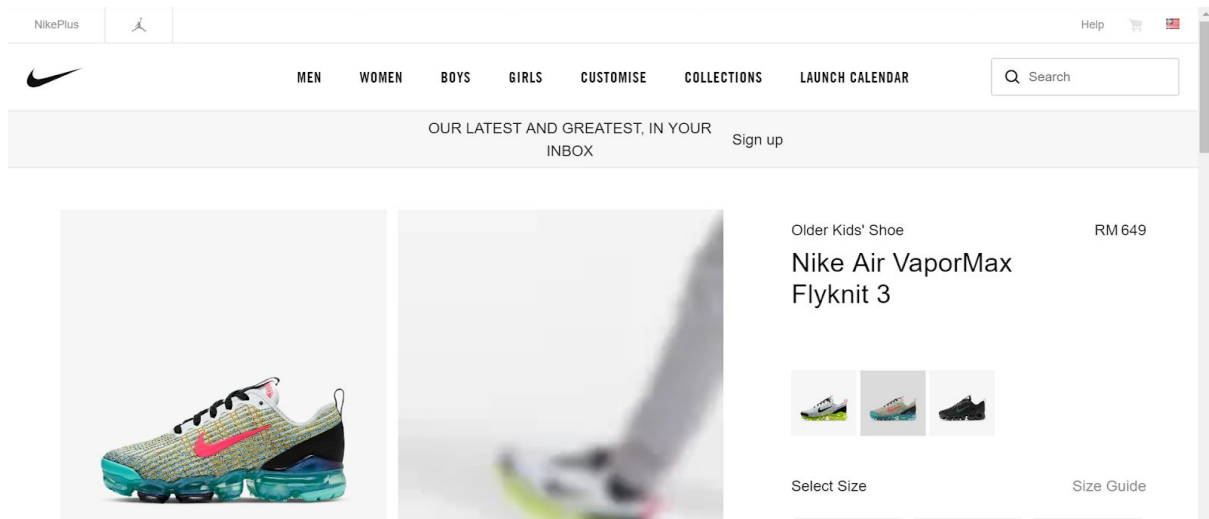 NikePlus
Help
MEN WOMEN BOYS GIRLS CUSTOMISE COLLECTIONS LAUNCH CALENDAR
Search
OUR LATEST AND GREATEST, IN YOUR
INBOX
Sign up
Older Kids' Shoe
RM 649
Nike Air VaporMax
Flyknit 3
Select Size
Size Guide